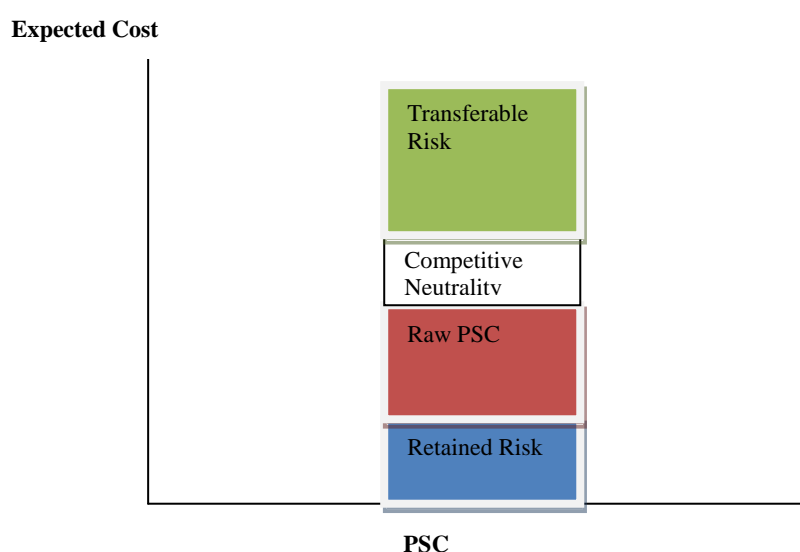 Expected Cost
Transferable
Risk
Competitive
Neutrality
Raw PSC
Retained Risk
PSC